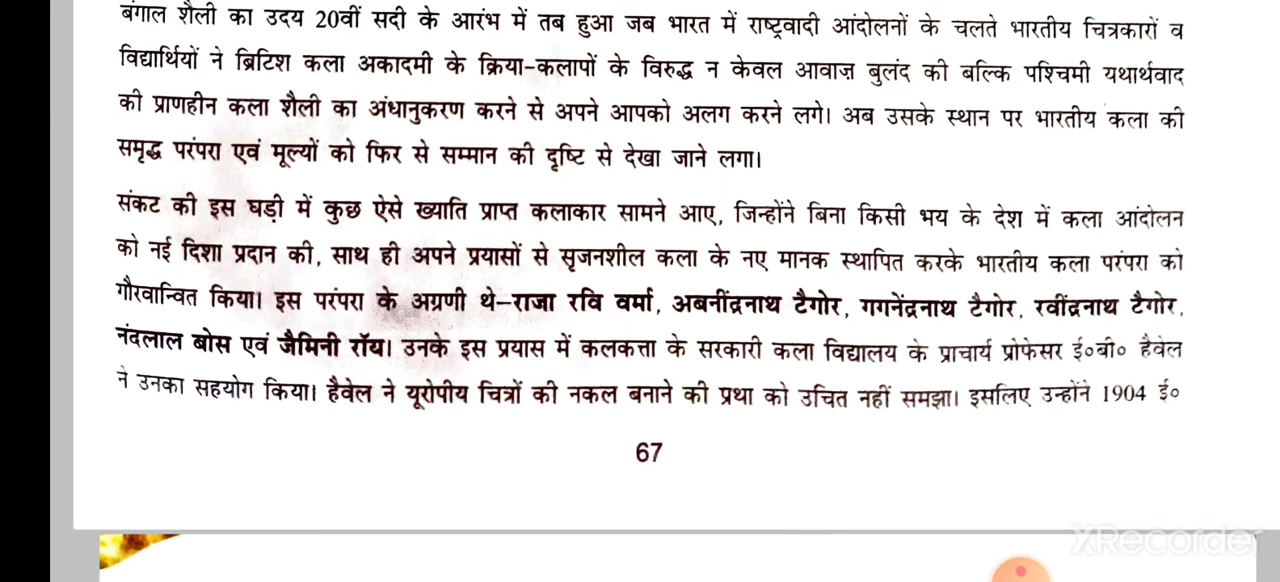 बंगाल शैली का उदय 20वीं सदी के आरंभ में तब हुआ जब भारत में राष्ट्रवादी आंदोलनों के चलते भारतीय चित्रकारों व
विद्यार्थियों ने ब्रिटिश कला अकादमी के क्रिया-कलापों के विरुद्ध न केवल आवाज़ बुलंद की बल्कि पश्चिमी यथार्थवाद
की प्राणहीन कला शैली का अंधानुकरण करने से अपने आपको अलग करने लगे। अब उसके स्थान पर भारतीय कला की
समृद्ध परंपरा एवं मूल्यों को फिर से सम्मान की दृष्टि से देखा जाने लगा।
संकट की इस घड़ी में कुछ ऐसे ख्याति प्राप्त कलाकार सामने आए, जिन्होंने बिना किसी भय के देश में कला आंदोलन
को नई दिशा प्रदान की, साथ ही अपने प्रयासों से सृजनशील कला के नए मानक स्थापित करके भारतीय कला परंपरा को
गौरवान्वित किया। इस परंपरा के अग्रणी थे–राजा रवि वर्मा, अबनींद्रनाथ टैगोर, गगनेंद्रनाथ टैगोर, रवींद्रनाथ टैगोर,
नंदलाल बोस एवं जैमिनी रॉय। उनके इस प्रयास में कलकत्ता के सरकारी कला विद्यालय के प्राचार्य प्रोफेसर ई०बी० हैवेल
ने उनका सहयोग किया। हैवेल ने यूरोपीय चित्रों की नकल बनाने की प्रथा को उचित नहीं समझा। इसलिए उन्होंने 1904 ई०
67
XRecorder